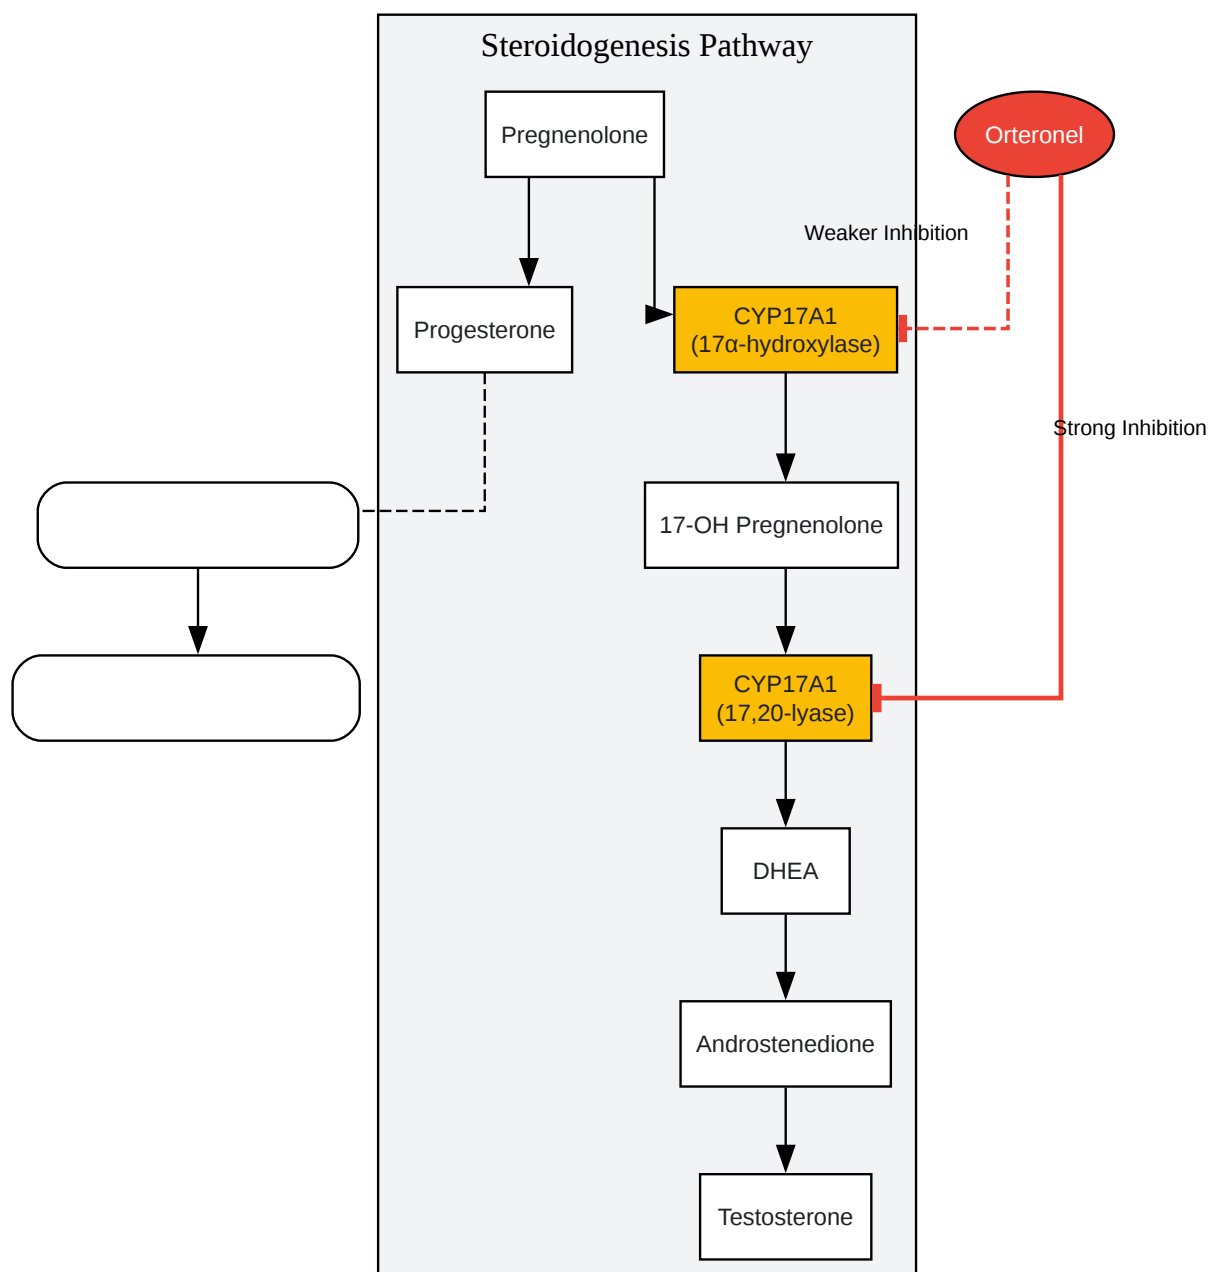 Steroidogenesis Pathway
Pregnenolone
Orteronel
Weaker Inhibition
Progesterone
CYP17A1
(17α-hydroxylase)
Strong Inhibition
17-OH Pregnenolone
CYP17A1
(17,20-lyase)
DHEA
Androstenedione
Testosterone